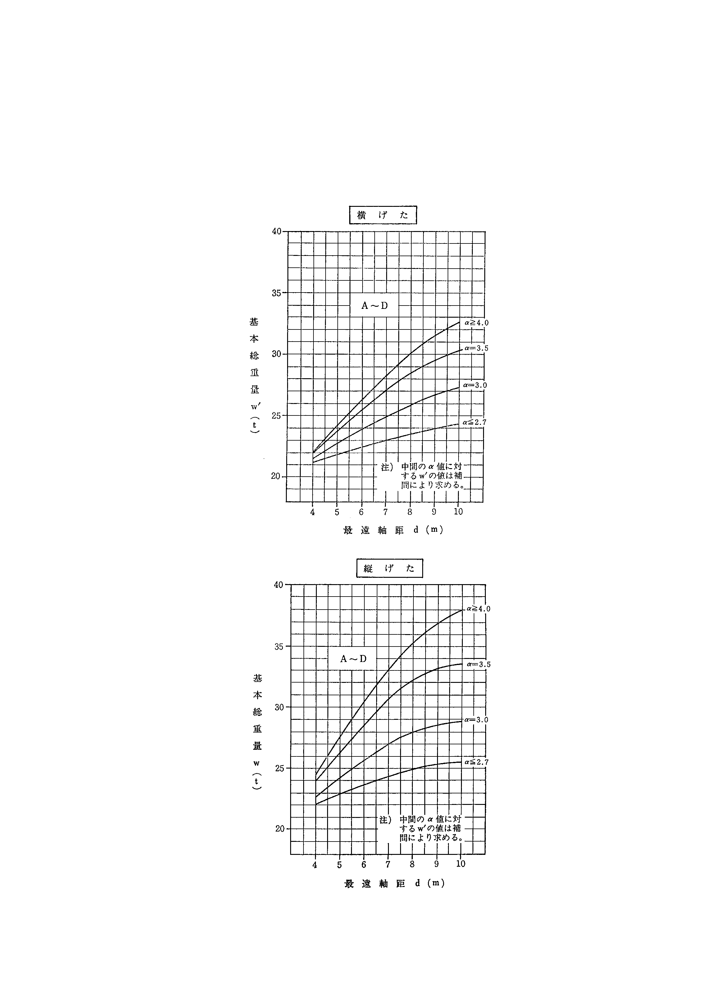 横げた
40
35
30
25
20
基本総重量w′(t)
A～D
α≧4.0
α=3.5
α=3.0
α≦2.7
注) 中間のα値に対
するw′の値は補
間により求める。
4 5 6 7 8 9 10
最遠軸距 d (m)
縦げた
40
35
30
25
20
基本総重量w(t)
A～D
α≧4.0
α=3.5
α=3.0
α≦2.7
注) 中間のα値に対
するw′の値は補
間により求める。
4 5 6 7 8 9 10
最遠軸距 d (m)